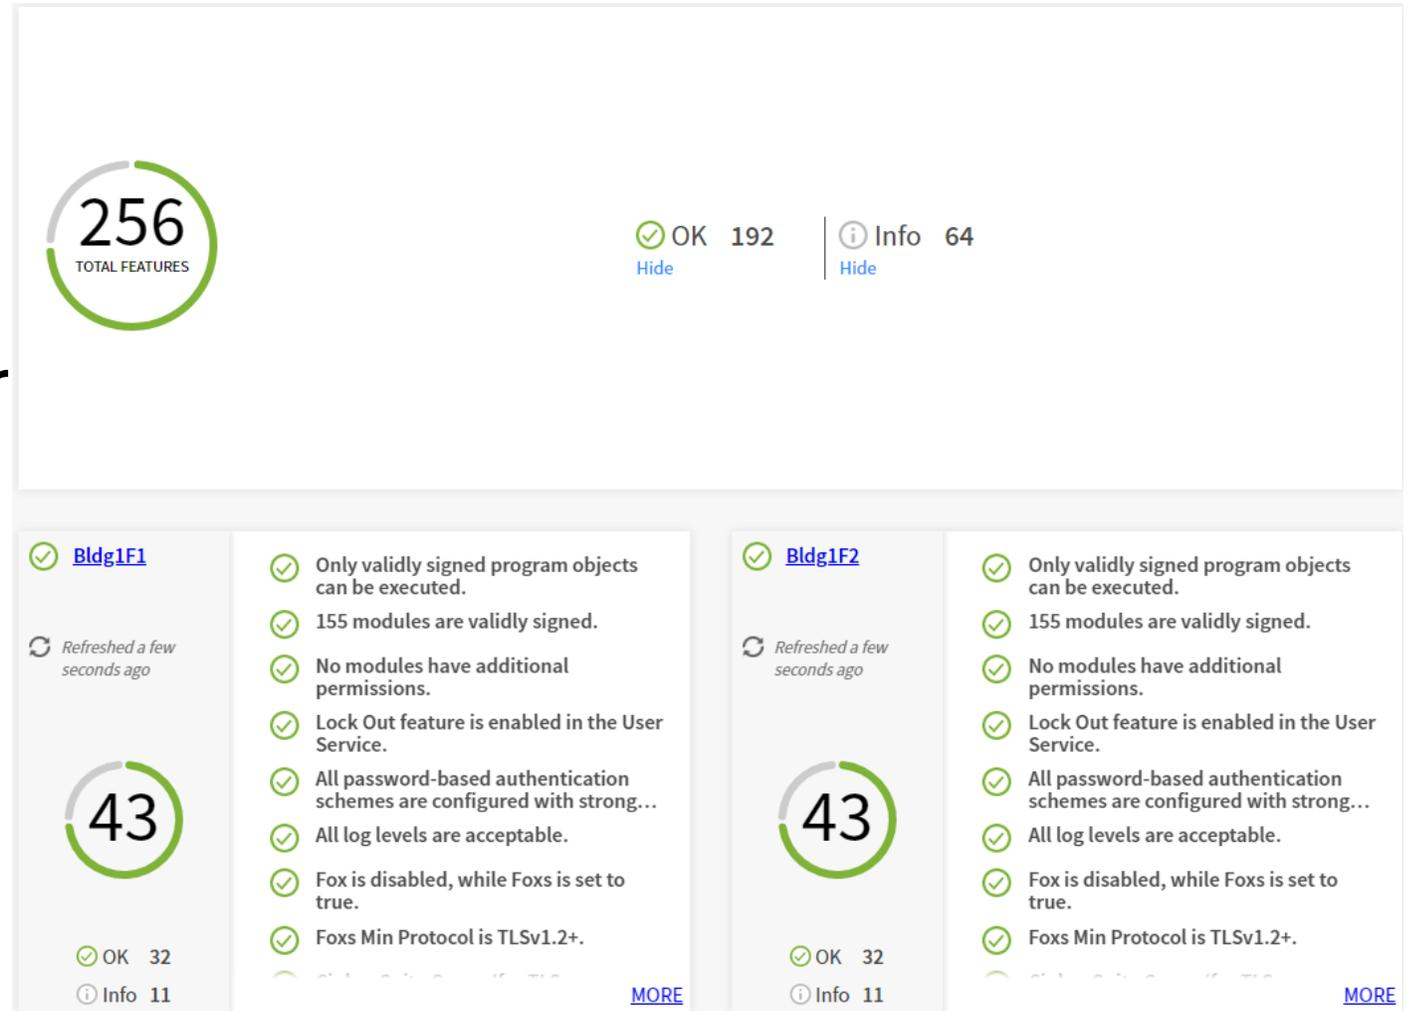 256
TOTAL FEATURES
OK 192
Hide
Info 64
Hide
Bldg1F1
Refreshed a few
seconds ago
43
OK 32
Info 11
Only validly signed program objects
can be executed.
155 modules are validly signed.
No modules have additional
permissions.
Lock Out feature is enabled in the User
Service.
All password-based authentication
schemes are configured with strong...
All log levels are acceptable.
Fox is disabled, while Foxs is set to
true.
Foxs Min Protocol is TLSv1.2+.
MORE
Bldg1F2
Refreshed a few
seconds ago
43
OK 32
Info 11
Only validly signed program objects
can be executed.
155 modules are validly signed.
No modules have additional
permissions.
Lock Out feature is enabled in the User
Service.
All password-based authentication
schemes are configured with strong...
All log levels are acceptable.
Fox is disabled, while Foxs is set to
true.
Foxs Min Protocol is TLSv1.2+.
MORE